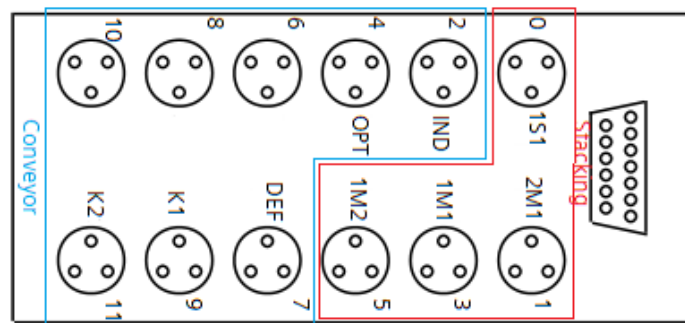 10
8
6
4
2
0
OPT
IND
1S1
Conveyor
Stacking
K2
K1
DEF
1M2
1M1
2M1
11
9
7
5
3
1